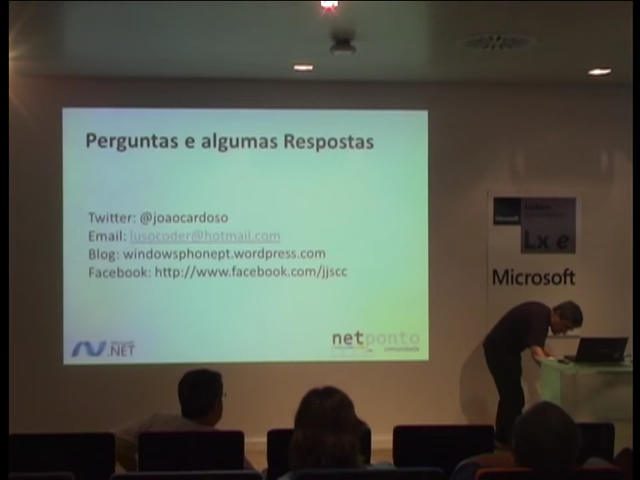 Perguntas e algumas Respostas
Twitter: @joaocardoso
Email: lusocoder@hotmail.com
Blog: windowsphonept.wordpress.com
Facebook: http://www.facebook.com/jjscc
.NET
netponto
comunidade
Lx e
Microsoft